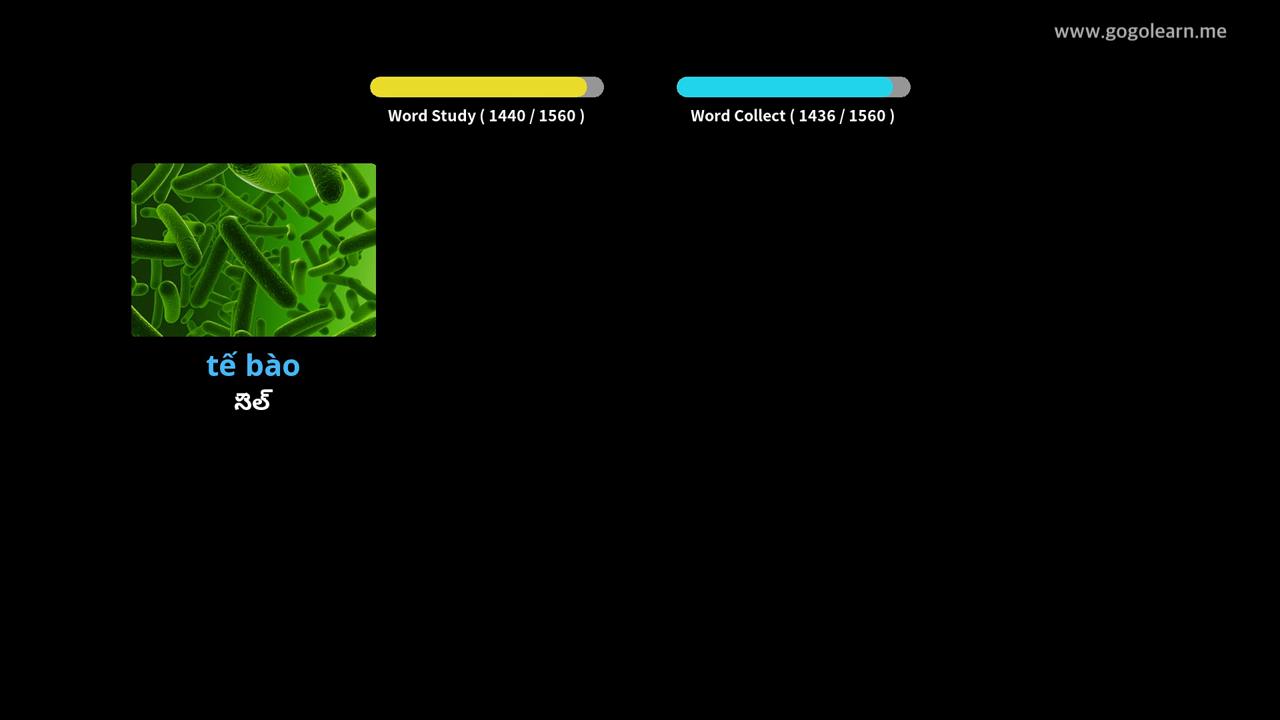 www.gogolearn.me
Word Study ( 1440 / 1560 )
Word Collect ( 1436 / 1560 )
tế bào
సెల్